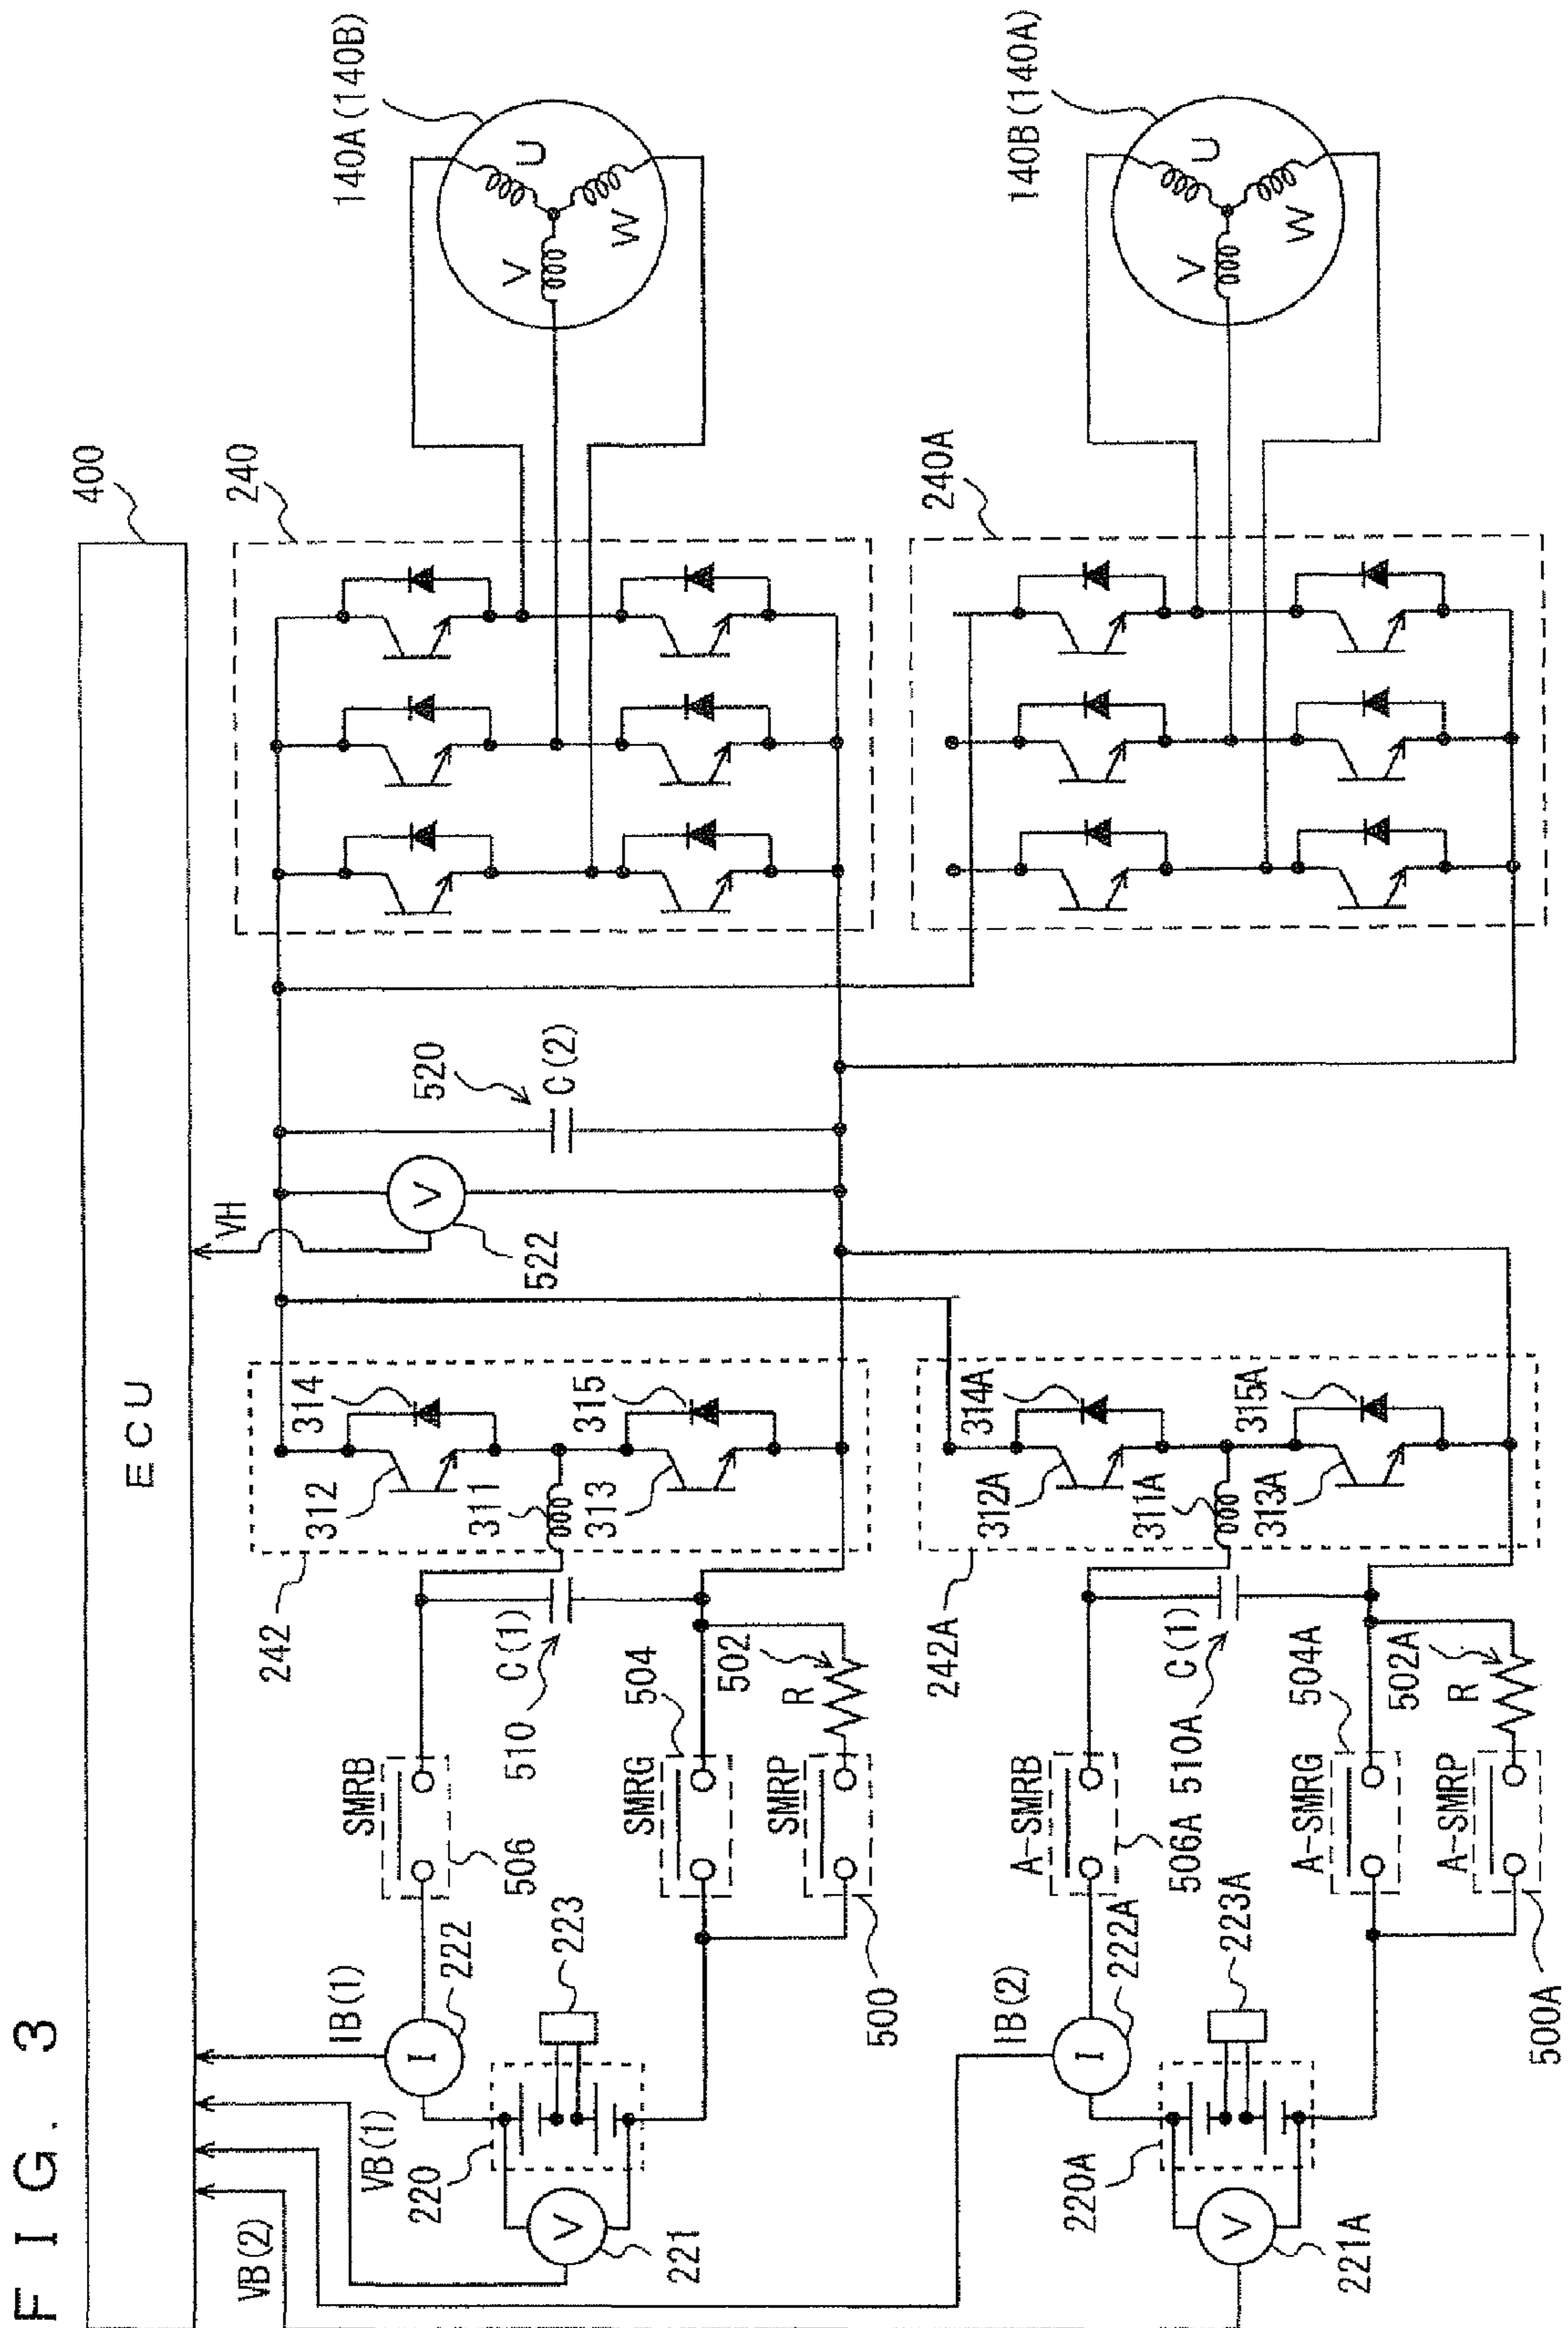 FIG. 3
ECU
400
VB(2)
VB(1)
IB(1)
VH
220
221
222
223
SMRB
506
510
C(1)
SMRG
504
SMRP
500
R
502
242
312
314
311
313
315
522
520
C(2)
240
140A(140B)
U
V
W
V
I
V
IB(2)
220A
221A
222A
223A
A-SMRB
506A
510A
C(1)
A-SMRG
504A
A-SMRP
500A
R
502A
242A
312A
314A
311A
313A
315A
240A
140B(140A)
U
V
W
V
I